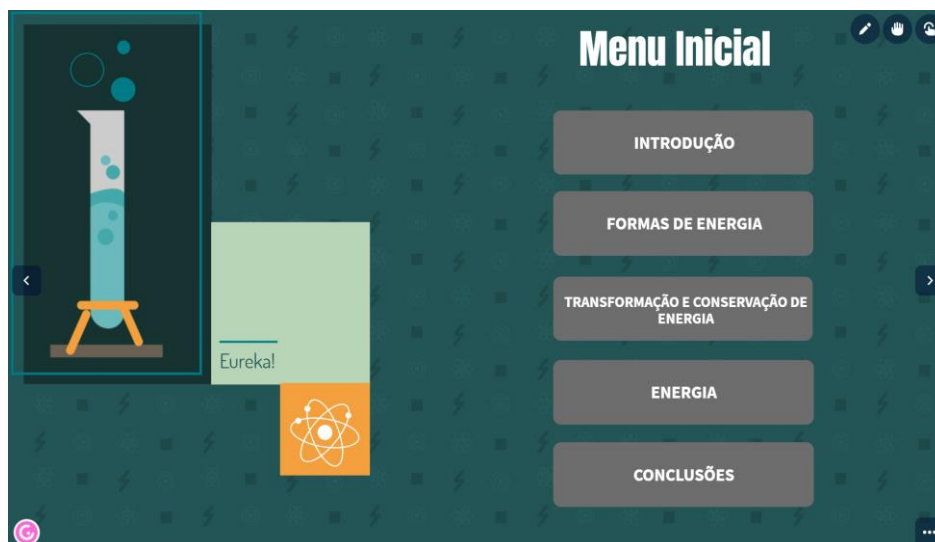 Menu Inicial
INTRODUÇÃO
FORMAS DE ENERGIA
TRANSFORMAÇÃO E CONSERVAÇÃO DE
ENERGIA
ENERGIA
CONCLUSÕES
Eureka!